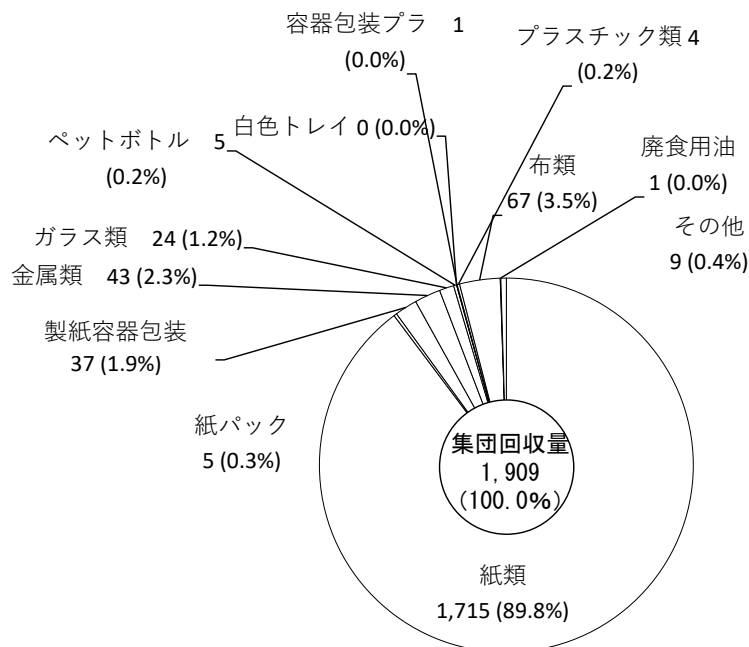 容器包装プラ 1
(0.0%)
プラスチック類 4
(0.2%)
白色トレイ 0 (0.0%)
ペットボトル 5
(0.2%)
布類
67 (3.5%)
廃食用油
1 (0.0%)
その他
9 (0.4%)
ガラス類 24 (1.2%)
金属類 43 (2.3%)
製紙容器包装
37 (1.9%)
紙パック
5 (0.3%)
集団回収量
1,909
(100.0%)
紙類
1,715 (89.8%)